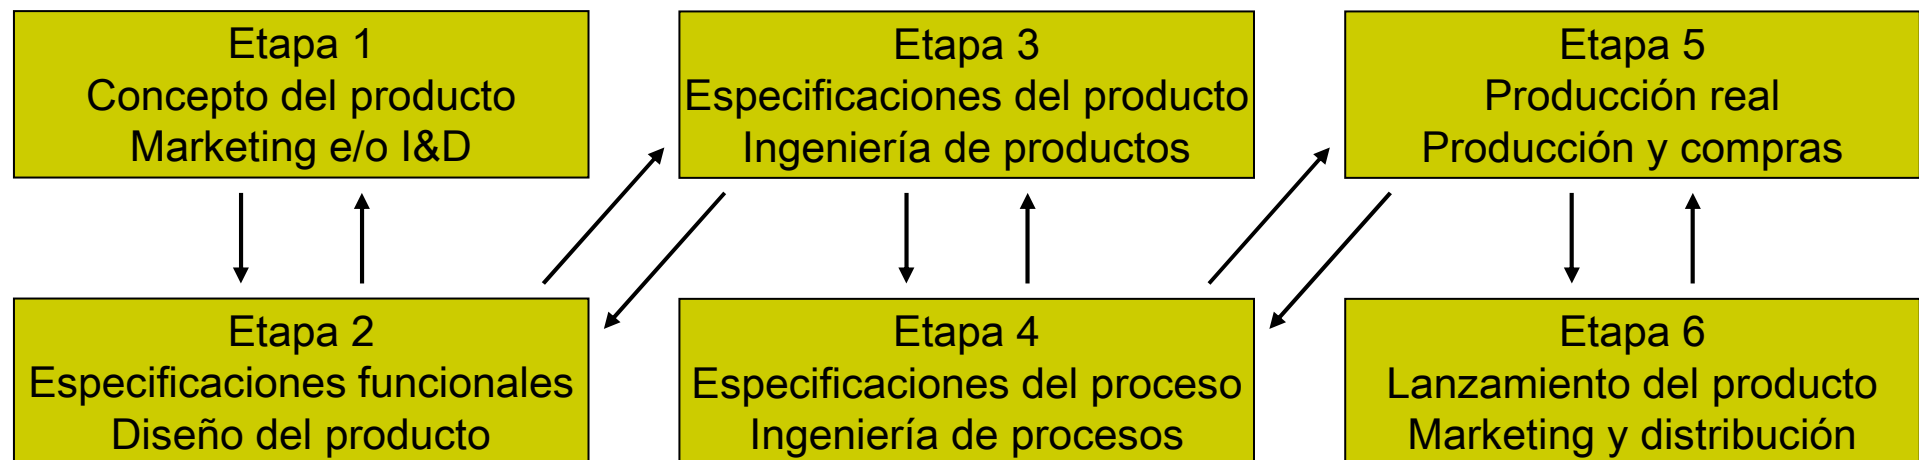 Etapa 1
Concepto del producto
Marketing e/o I&D
Etapa 2
Especificaciones funcionales
Diseño del producto
Etapa 3
Especificaciones del producto
Ingeniería de productos
Etapa 4
Especificaciones del proceso
Ingeniería de procesos
Etapa 5
Producción real
Producción y compras
Etapa 6
Lanzamiento del producto
Marketing y distribución